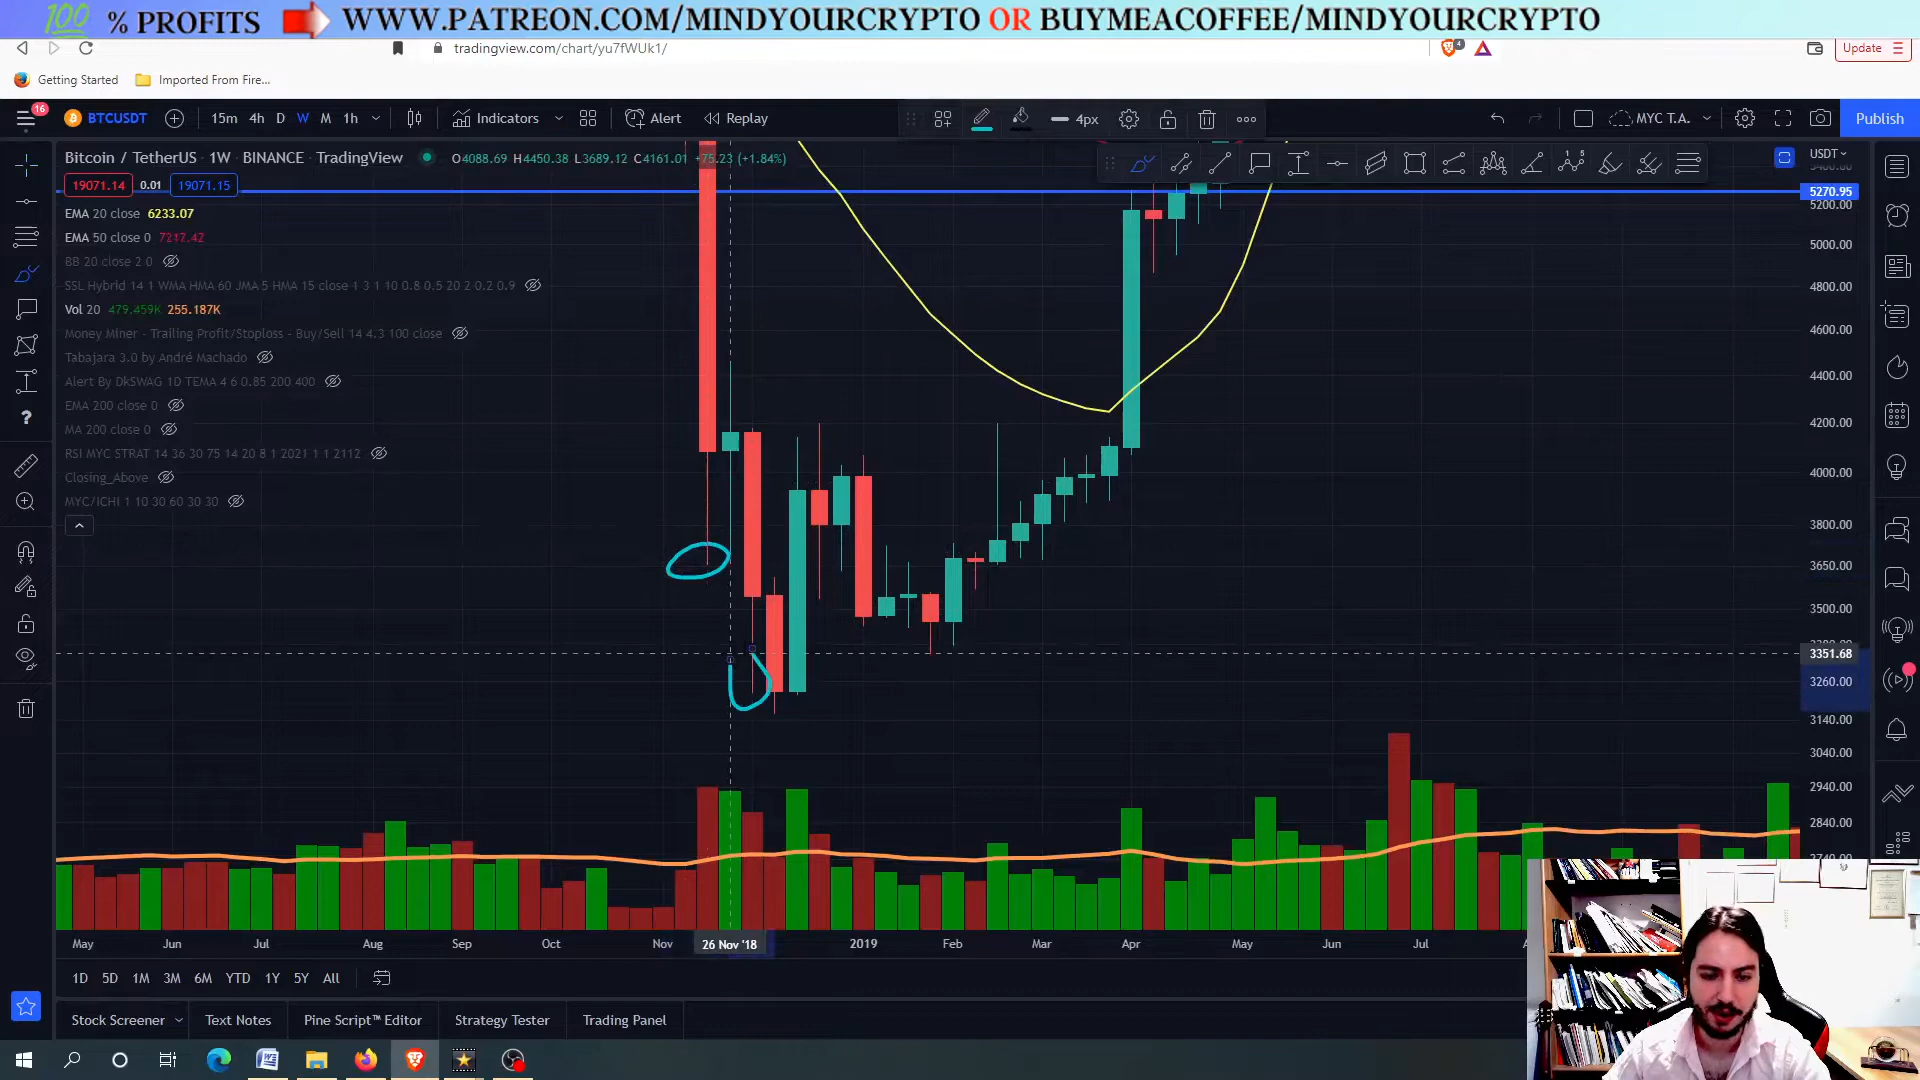 100 % PROFITS WWW.PATREON.COM/MINDYOURCRYPTO OR BUYMEACOFFEE/MINDYOURCRYPTO
tradingview.com/chart/yu7fWUk1/ 4 Update
Getting Started Imported From Fire...
16 BTCUSDT 15m 4h D W M 1h Indicators Alert Replay 4px MYC T.A. Publish
Bitcoin / TetherUS · 1W · BINANCE · TradingView O4088.69 H4450.38 L3689.12 C4161.01 +75.23 (+1.84%) USDT
19071.14 0.01 19071.15
EMA 20 close 6233.07
EMA 50 close 0 7217.42
BB 20 close 2 0
SSL Hybrid 14 1 WMA HMA 60 JMA 5 HMA 15 close 1 3 1 10 0.8 0.5 20 2 0.2 0.9
Vol 20 479.459K 255.187K
Money Miner - Trailing Profit/Stoploss - Buy/Sell 14 4.3 100 close
Tabajara 3.0 by André Machado
Alert By DkSWAG 1D TEMA 4 6 0.85 200 400
EMA 200 close 0
MA 200 close 0
RSI MYC STRAT 14 36 30 75 14 20 8 1 2021 1 1 2112
Closing_Above
MYC/ICHI 1 10 30 60 30 30
5270.95
5200.00
5000.00
4800.00
4600.00
4400.00
4200.00
4000.00
3800.00
3650.00
3500.00
3351.68
3260.00
3140.00
3040.00
2940.00
2840.00
May Jun Jul Aug Sep Oct Nov 26 Nov '18 2019 Feb Mar Apr May Jun Jul
1D 5D 1M 3M 6M YTD 1Y 5Y All
Stock Screener Text Notes Pine Script™ Editor Strategy Tester Trading Panel